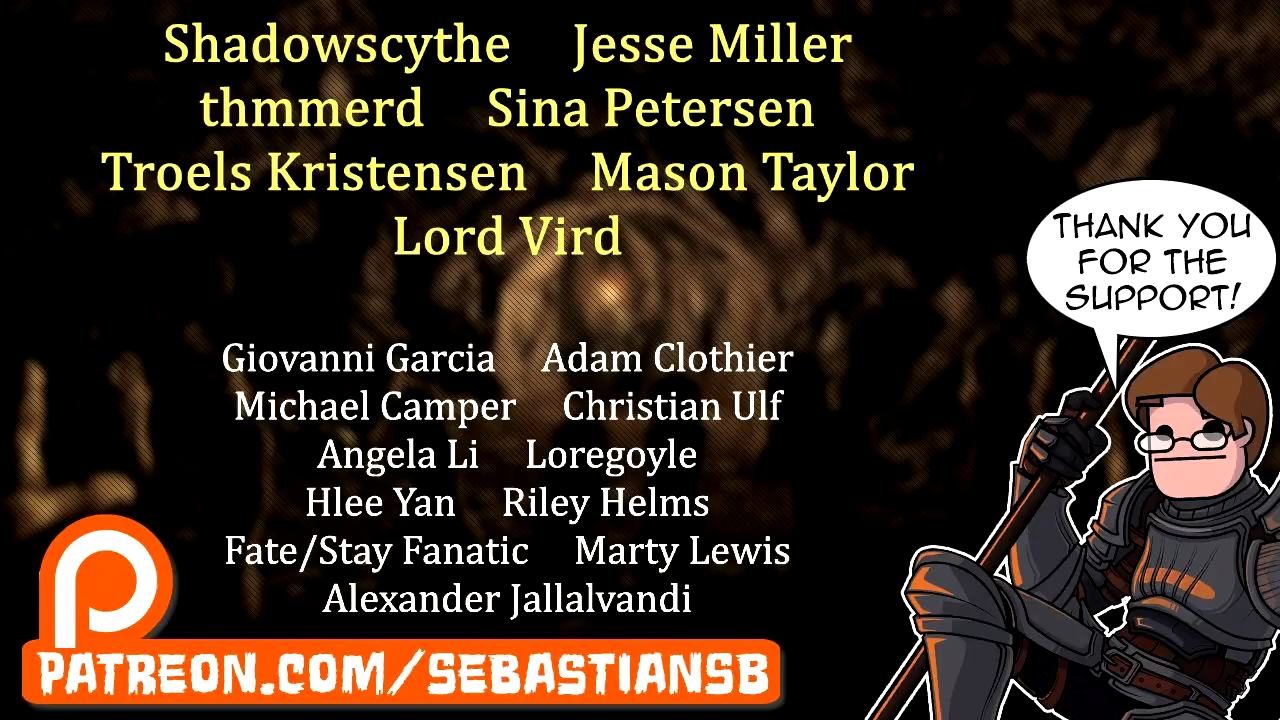 Shadowscythe Jesse Miller
thmmerd Sina Petersen
Troels Kristensen Mason Taylor
Lord Vird
THANK YOU
FOR THE
SUPPORT!
Giovanni Garcia Adam Clothier
Michael Camper Christian Ulf
Angela Li Loregoyle
Hlee Yan Riley Helms
Fate/Stay Fanatic Marty Lewis
Alexander Jallalvandi
PATREON.COM/SEBASTIANSB